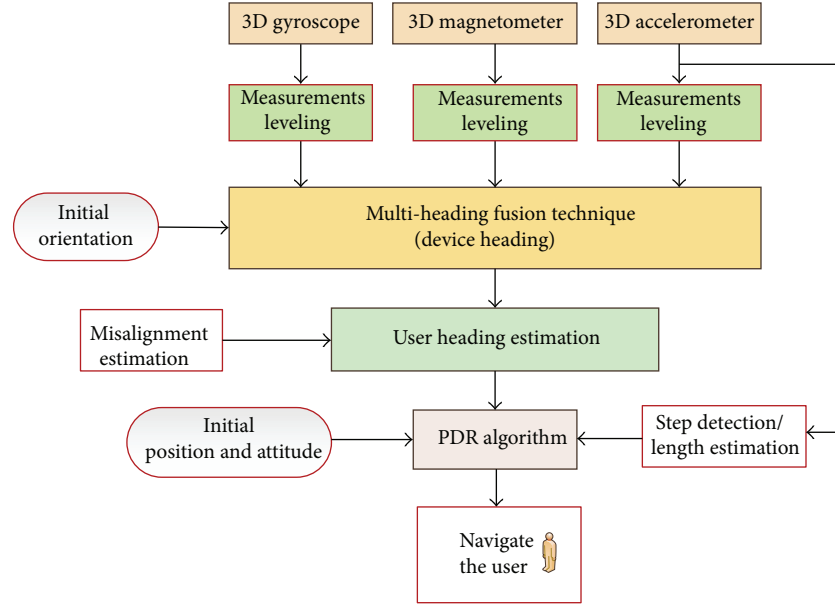 3D gyroscope
3D magnetometer
3D accelerometer
Measurements
leveling
Measurements
leveling
Measurements
leveling
Initial
orientation
Multi-heading fusion technique
(device heading)
Misalignment
estimation
User heading estimation
Initial
position and attitude
PDR algorithm
Step detection/
length estimation
Navigate
the user